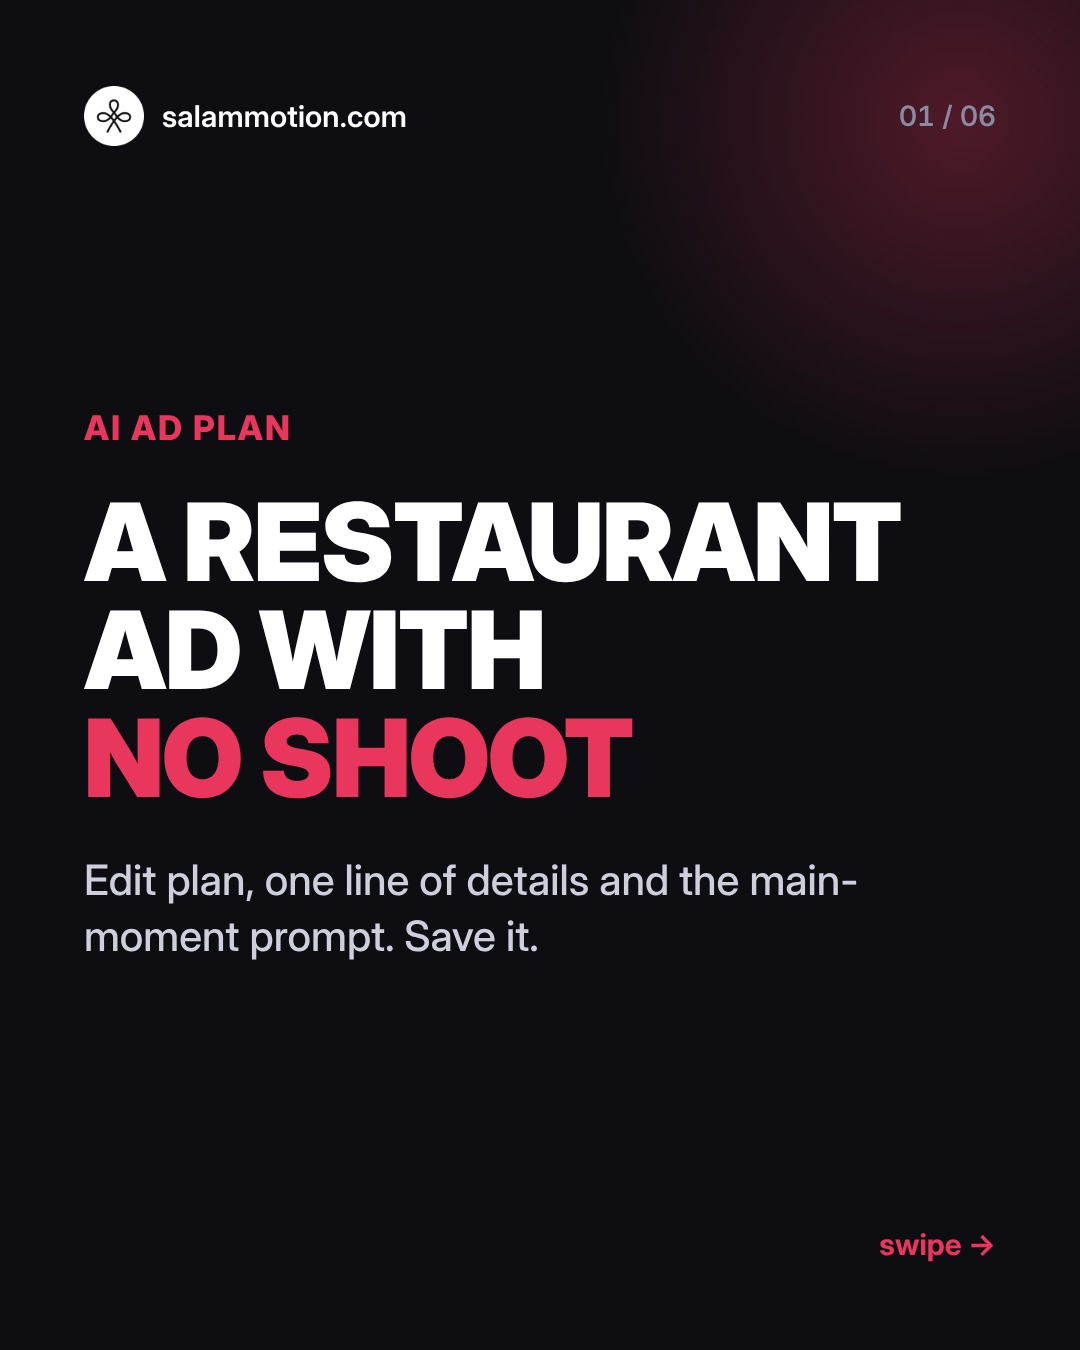 salammotion.com
01 / 06
AI AD PLAN
A RESTAURANT
AD WITH
NO SHOOT
Edit plan, one line of details and the main-
moment prompt. Save it.
swipe →